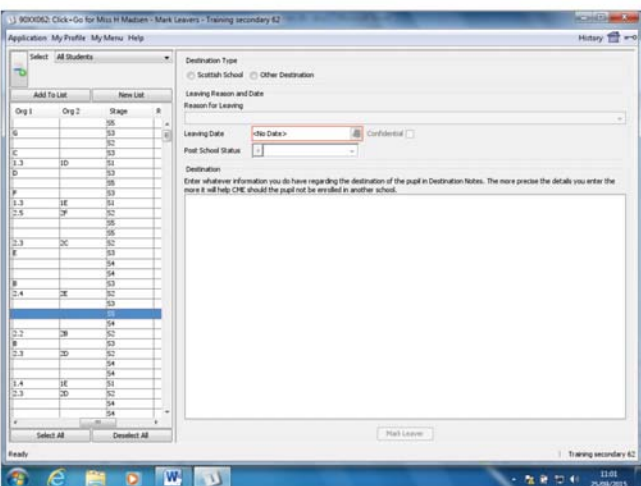 90XX062: Click+Go for Miss H Madsen - Mark Leavers - Training secondary 62
Application My Profile My Menu Help
History
Select All Students
Add To List New List
Org 1 Org 2 Stage R
S5
G S3
S2
C S3
1.3 1D S1
D S3
S5
P S3
1.3 1E S1
2.5 2F S2
S5
S5
2.3 2C S2
E S3
S4
S4
B S3
2.4 2E S2
S3
S5
S4
2.2 2B S2
B S3
2.3 2D S2
S4
S4
1.4 1E S1
2.3 2D S2
S4
S4
Select All Deselect All
Ready
Destination Type
Scottish School Other Destination
Leaving Reason and Date
Reason for Leaving
Leaving Date <No Date> Confidential
Post School Status
Destination
Enter whatever information you do have regarding the destination of the pupil in Destination Notes. The more precise the details you enter the
more it will help CME should the pupil not be enrolled in another school.
Mark Leaver
Training secondary 62
11:01
25/09/2015